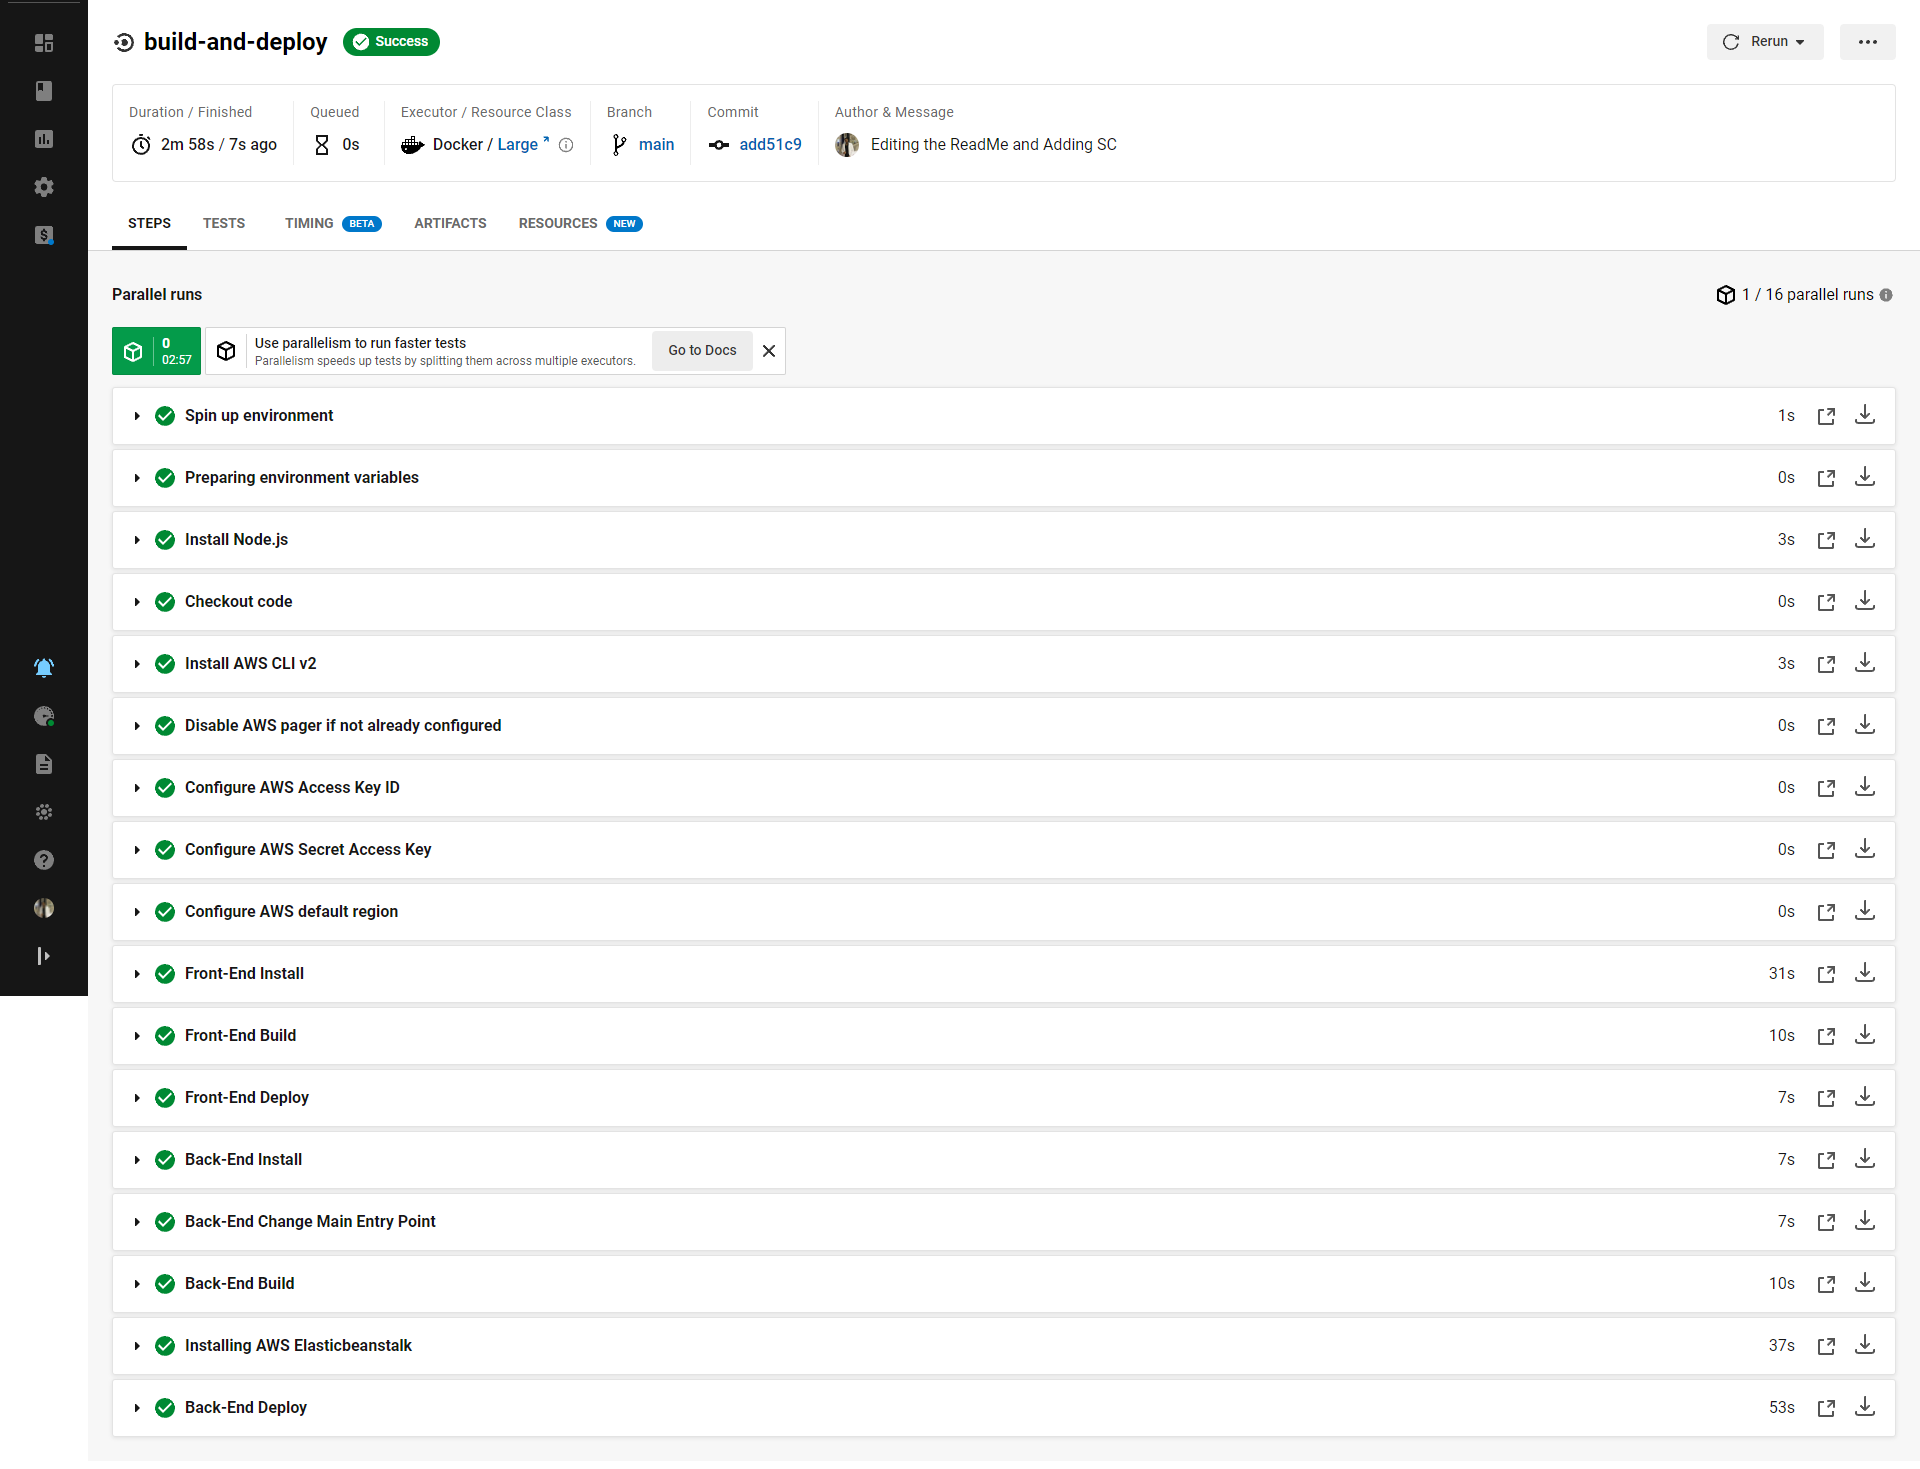 build-and-deploy Success Rerun
Duration / Finished Queued Executor / Resource Class Branch Commit Author & Message
2m 58s / 7s ago 0s Docker / Large main add51c9 Editing the ReadMe and Adding SC
STEPS TESTS TIMING BETA ARTIFACTS RESOURCES NEW
Parallel runs 1 / 16 parallel runs
0
02:57
Use parallelism to run faster tests
Parallelism speeds up tests by splitting them across multiple executors.
Go to Docs
Spin up environment 1s
Preparing environment variables 0s
Install Node.js 3s
Checkout code 0s
Install AWS CLI v2 3s
Disable AWS pager if not already configured 0s
Configure AWS Access Key ID 0s
Configure AWS Secret Access Key 0s
Configure AWS default region 0s
Front-End Install 31s
Front-End Build 10s
Front-End Deploy 7s
Back-End Install 7s
Back-End Change Main Entry Point 7s
Back-End Build 10s
Installing AWS Elasticbeanstalk 37s
Back-End Deploy 53s